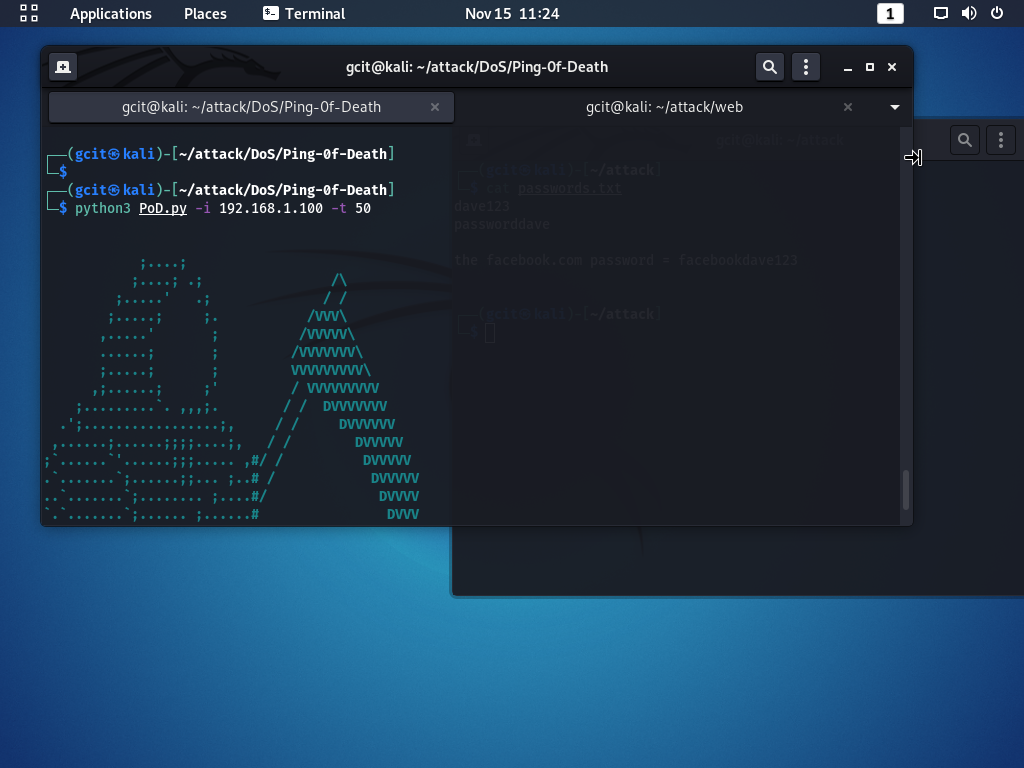 Applications Places Terminal Nov 15 11:24 1
gcit@kali: ~/attack/DoS/Ping-0f-Death
gcit@kali: ~/attack/DoS/Ping-0f-Death × gcit@kali: ~/attack/web ×
gcit@kali: ~/attack
┌──(gcit㉿kali)-[~/attack/DoS/Ping-0f-Death]
└─$
┌──(gcit㉿kali)-[~/attack/DoS/Ping-0f-Death]
└─$ python3 PoD.py -i 192.168.1.100 -t 50
┌──(gcit㉿kali)-[~/attack]
└─$ cat passwords.txt
dave123
passworddave
the facebook.com password = facebookdave123
┌──(gcit㉿kali)-[~/attack]
└─$